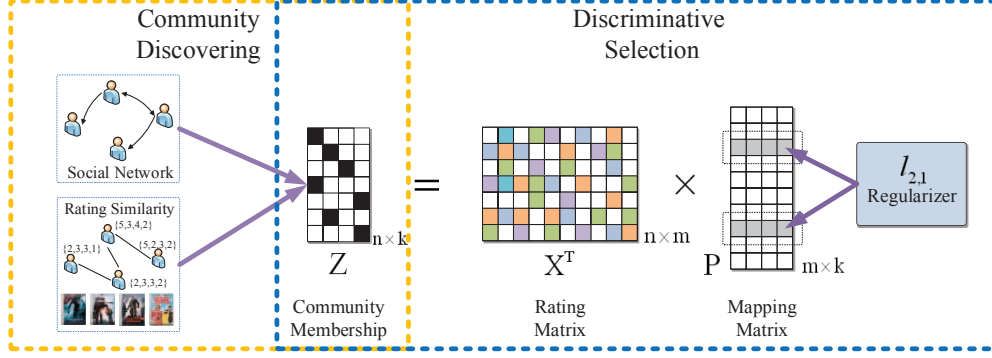 Community
Discovering
Discriminative
Selection
Social Network
Rating Similarity
{5,3,4,2}
{2,3,3,1}
{5,2,3,2}
{2,3,3,2}
n×k
Z
Community
Membership
=
n×m
X^T
Rating
Matrix
×
P
m×k
Mapping
Matrix
l2,1
Regularizer